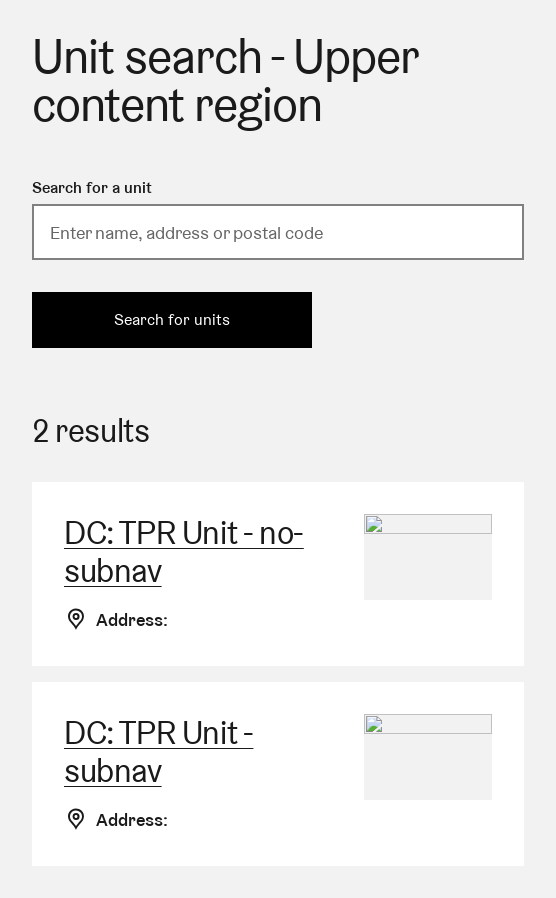 Unit search - Upper
content region
Search for a unit
Enter name, address or postal code
Search for units
2 results
DC: TPR Unit - no-
subnav
Address:
DC: TPR Unit -
subnav
Address: